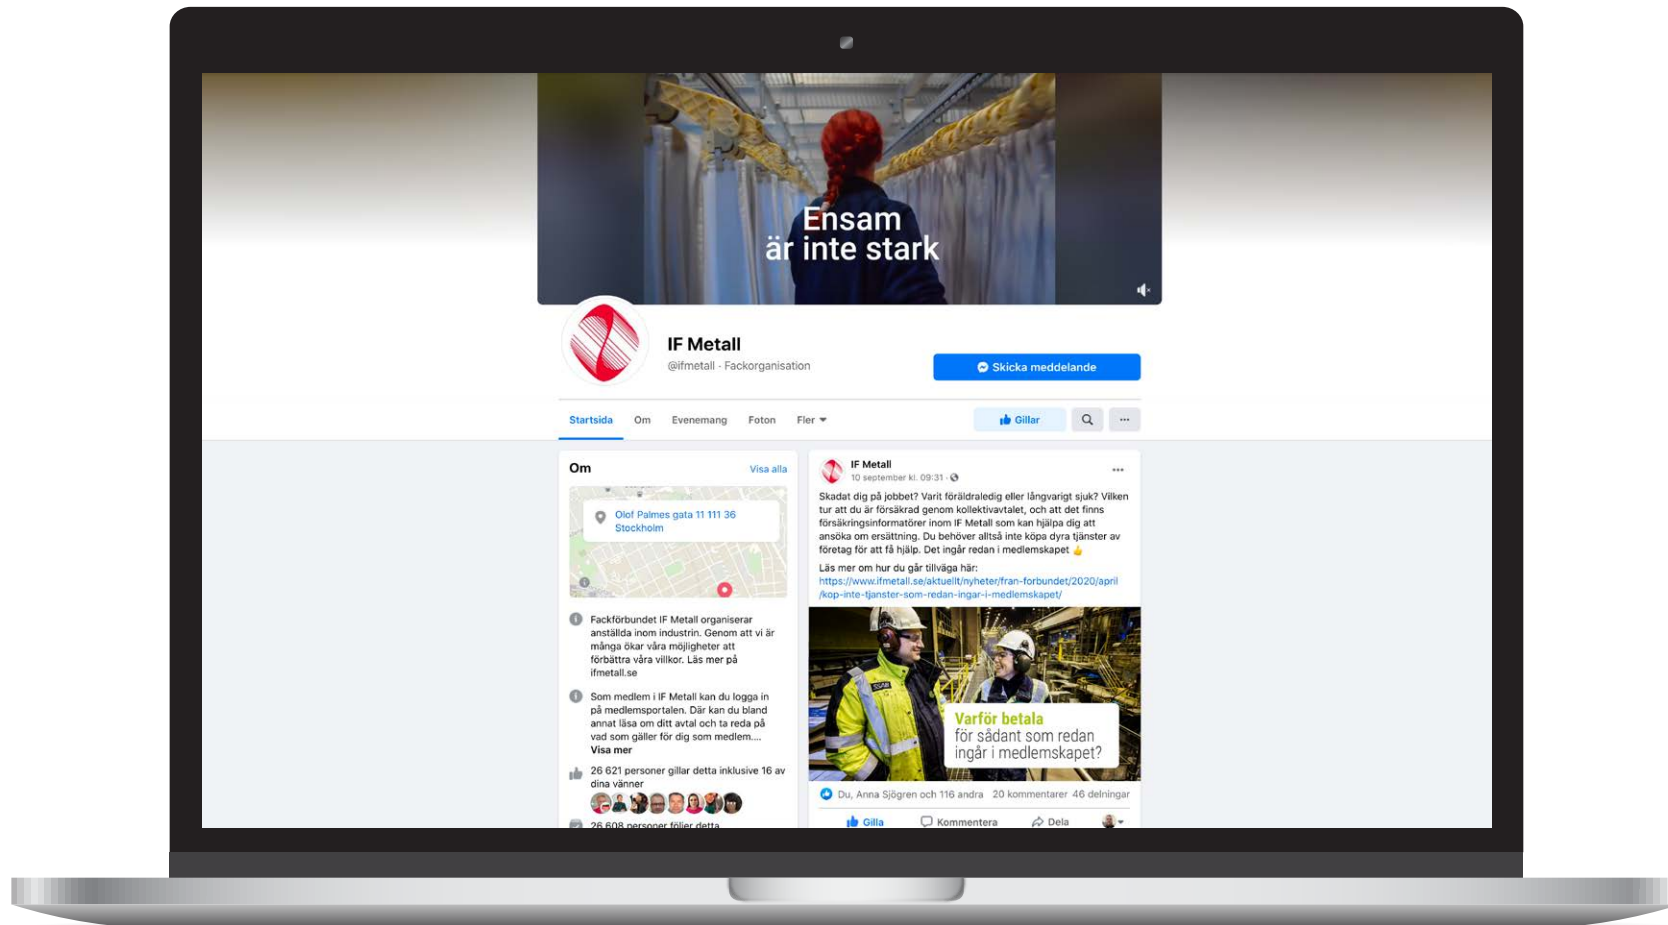 Ensam
är inte stark
IF Metall
@ifmetall · Fackorganisation
Skicka meddelande
Startsida Om Evenemang Foton Fler
Gillar
Om Visa alla
Olof Palmes gata 11 111 36
Stockholm
Fackförbundet IF Metall organiserar
anställda inom industrin. Genom att vi är
många ökar våra möjligheter att
förbättra våra villkor. Läs mer på
ifmetall.se
Som medlem i IF Metall kan du logga in
på medlemsportalen. Där kan du bland
annat läsa om ditt avtal och ta reda på
vad som gäller för dig som medlem....
Visa mer
26 621 personer gillar detta inklusive 16 av
dina vänner
26 608 personer följer detta
IF Metall
10 september kl. 09:31 ·
Skadat dig på jobbet? Varit föräldraledig eller långvarigt sjuk? Vilken
tur att du är försäkrad genom kollektivavtalet, och att det finns
försäkringsinformatörer inom IF Metall som kan hjälpa dig att
ansöka om ersättning. Du behöver alltså inte köpa dyra tjänster av
företag för att få hjälp. Det ingår redan i medlemskapet 👍
Läs mer om hur du går tillväga här:
https://www.ifmetall.se/aktuellt/nyheter/fran-forbundet/2020/april
/kop-inte-tjanster-som-redan-ingar-i-medlemskapet/
SSAB
Varför betala
för sådant som redan
ingår i medlemskapet?
Du, Anna Sjögren och 116 andra 20 kommentarer 46 delningar
Gilla Kommentera Dela